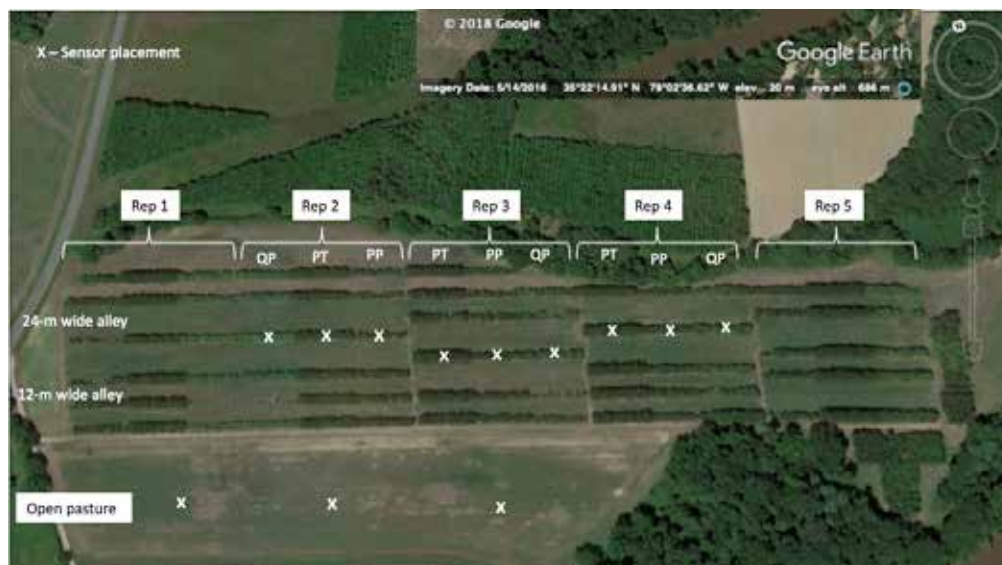 © 2018 Google
X – Sensor placement
Google Earth
Imagery Date: 5/14/2016 35°22'14.91" N 78°02'36.62" W elev... 20 m eye alt 686 m
Rep 1
Rep 2
Rep 3
Rep 4
Rep 5
QP PT PP PT PP QP PT PP QP
24-m wide alley
X X X X X X
X X X
12-m wide alley
Open pasture
X X X